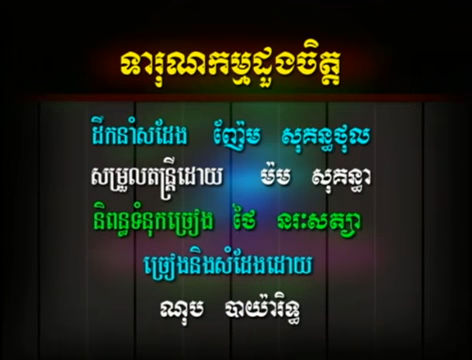 ទារុណកម្មដួងចិត្ត
ដឹកនាំសដែង ញ៉ែម សុគន្ធថុល
សម្រួលតន្ត្រីដោយ ម៉ម សុគន្ធា
និពន្ធទំនុកច្រៀង ថៃ នរៈសត្យា
ច្រៀងនិងសំដែងដោយ
ណុប បាយ៉ារិទ្ធ